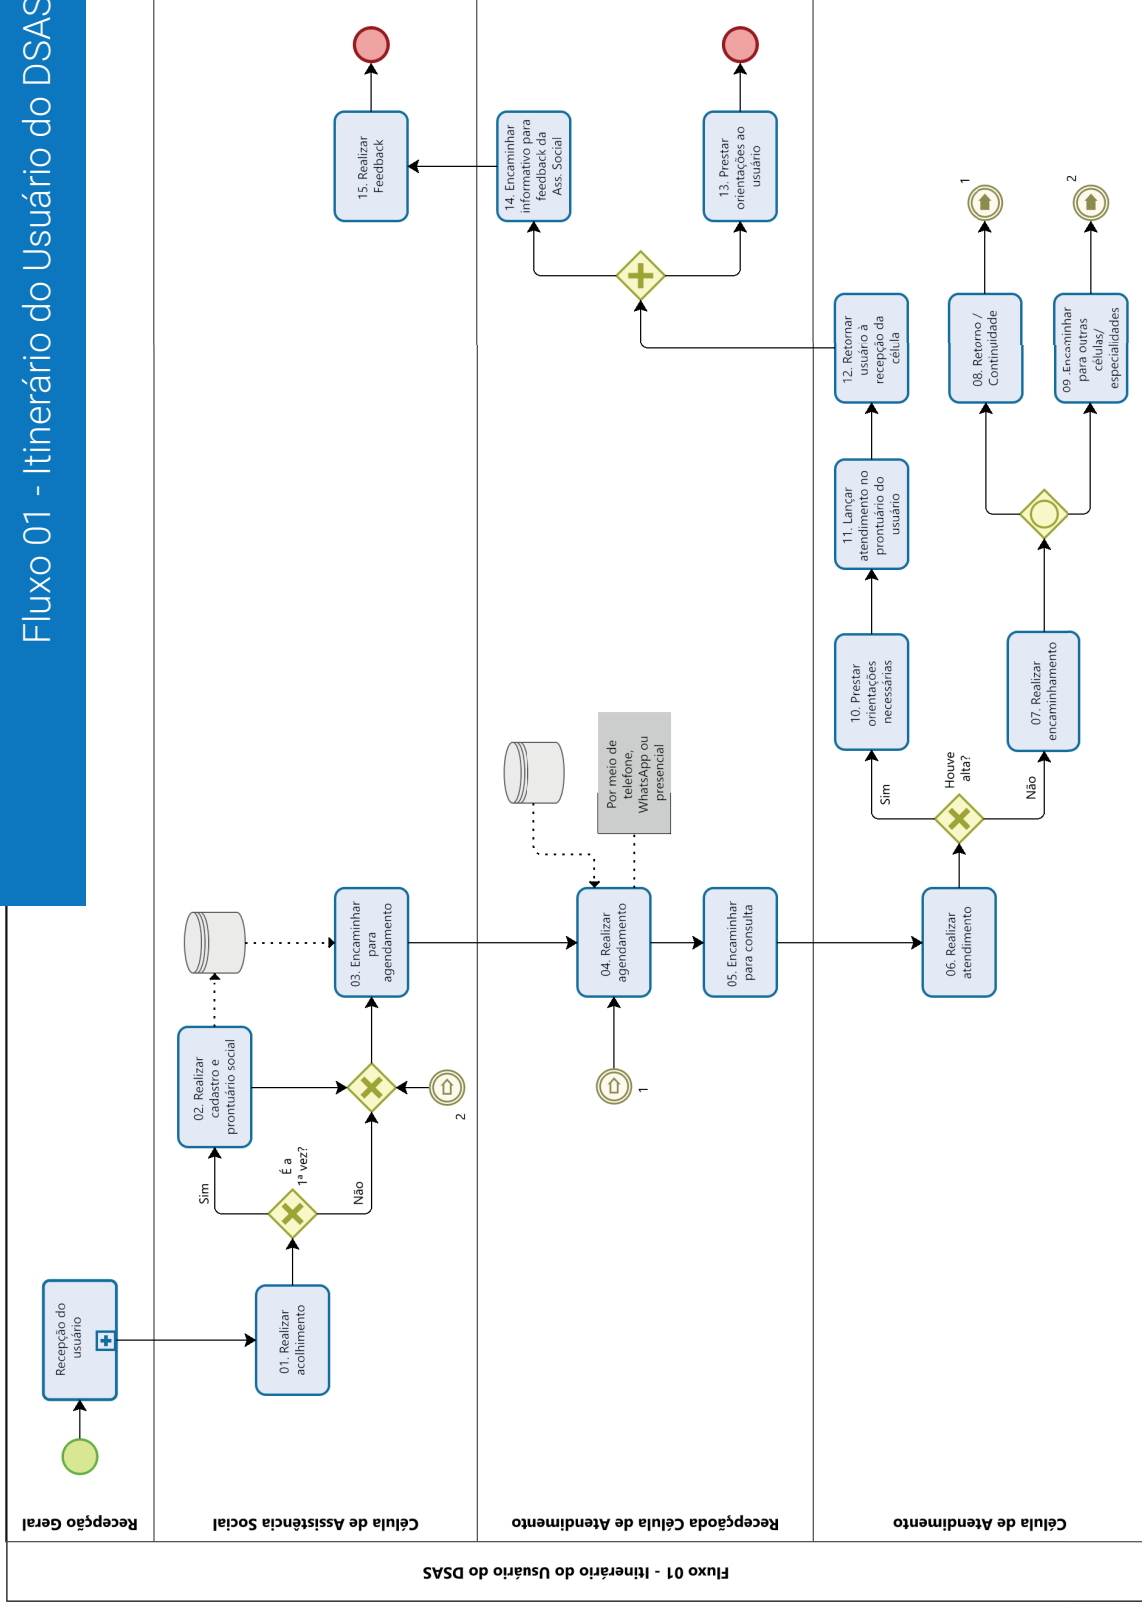 Fluxo 01 - Itinerário do Usuário do DSAS
Fluxo 01 - Itinerário do Usuário do DSAS
Recepção Geral
Recepção do
usuário
Célula de Assistência Social
01. Realizar
acolhimento
É a
1ª vez?
Sim
Não
02. Realizar
cadastro e
prontuário social
2
03. Encaminhar
para
agendamento
15. Realizar
Feedback
Recepçãoda Célula de Atendimento
1
04. Realizar
agendamento
Por meio de
telefone,
WhatsApp ou
presencial
05. Encaminhar
para consulta
14. Encaminhar
informativo para
feedback da
Ass. Social
13. Prestar
orientações ao
usuário
Célula de Atendimento
06. Realizar
atendimento
Houve
alta?
Sim
Não
10. Prestar
orientações
necessárias
07. Realizar
encaminhamento
11. Lançar
atendimento no
prontuário do
usuário
12. Retornar
usuário à
recepção da
célula
08. Retorno /
Continuidade
09 .Encaminhar
para outras
células/
especialidades
1
2